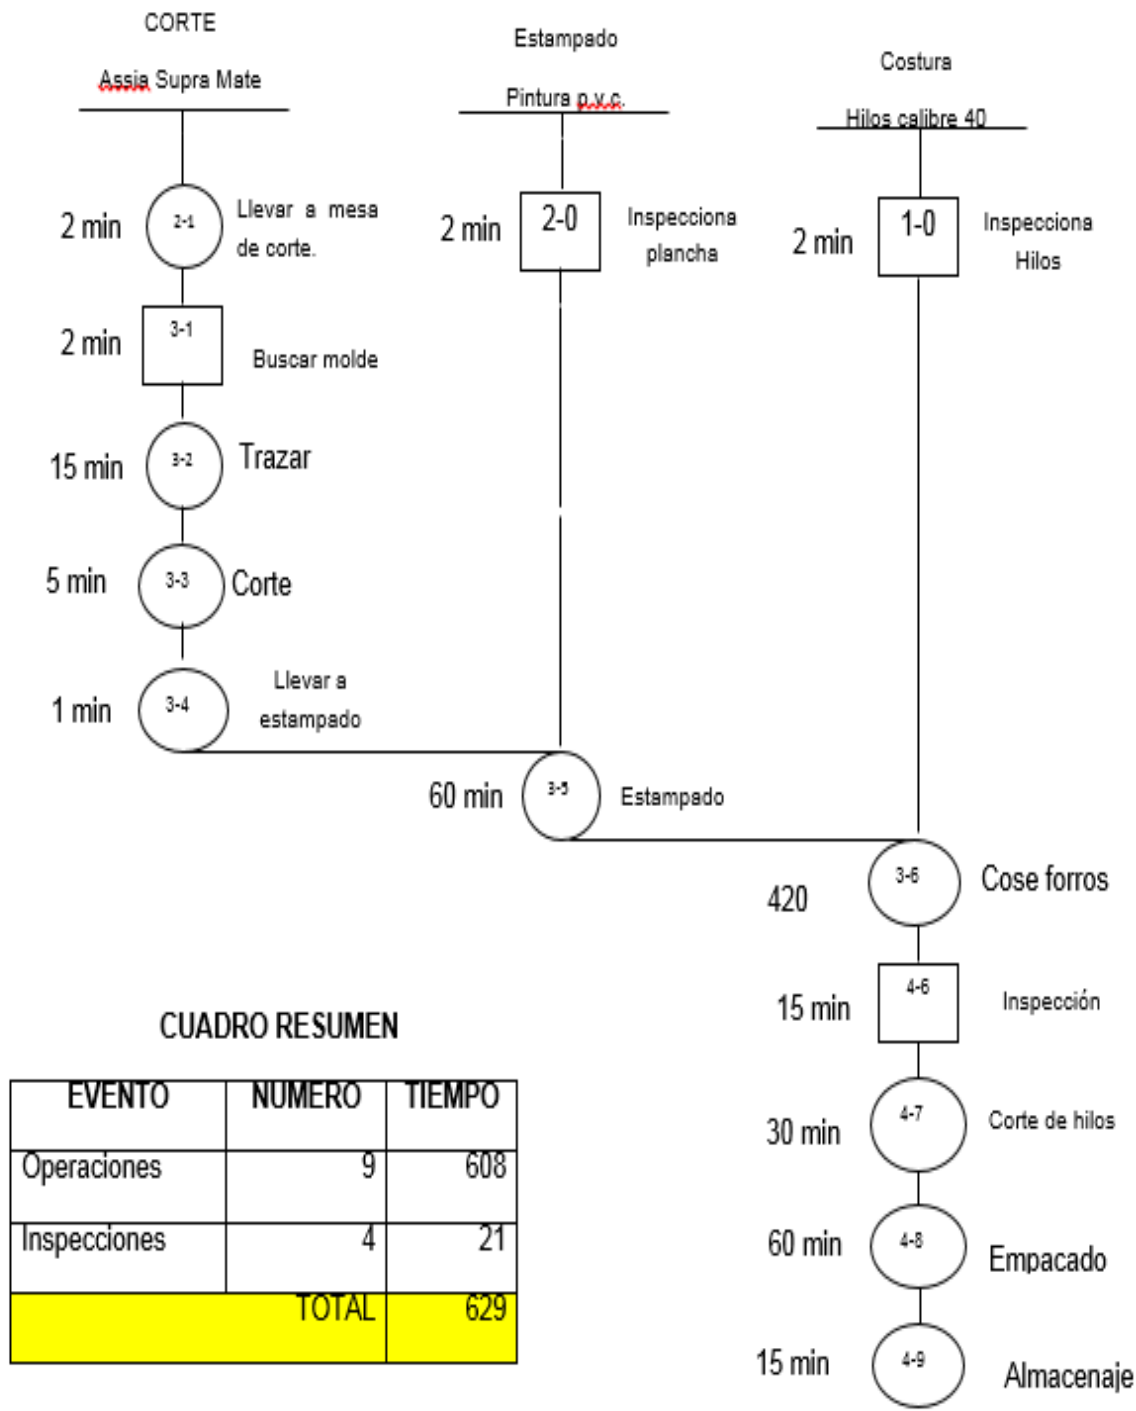 CORTE
Assia Supra Mate
Estampado
Pintura p.v.c.
Costura
Hilos calibre 40
2 min
2-1
Llevar a mesa
de corte.
2 min
2-0
Inspecciona
plancha
2 min
1-0
Inspecciona
Hilos
2 min
3-1
Buscar molde
15 min
3-2
Trazar
5 min
3-3
Corte
1 min
3-4
Llevar a
estampado
60 min
3-5
Estampado
420
3-6
Cose forros
15 min
4-6
Inspección
30 min
4-7
Corte de hilos
60 min
4-8
Empacado
15 min
4-9
Almacenaje
CUADRO RESUMEN
EVENTO NUMERO TIEMPO
Operaciones 9 608
Inspecciones 4 21
TOTAL 629